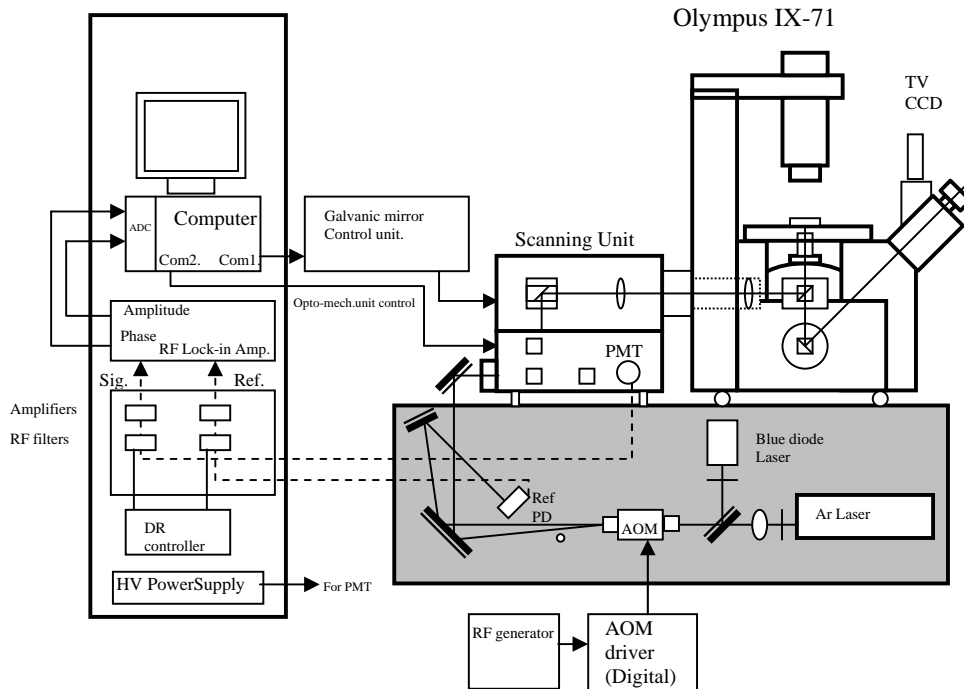 Olympus IX-71
TV
CCD
ADC
Computer
Com2.
Com1.
Galvanic mirror
Control unit.
Scanning Unit
Opto-mech.unit control
Amplitude
Phase
RF Lock-in Amp.
PMT
Sig.
Ref.
Amplifiers
RF filters
Blue diode
Laser
Ref
PD
AOM
Ar Laser
DR
controller
HV PowerSupply
For PMT
RF generator
AOM
driver
(Digital)